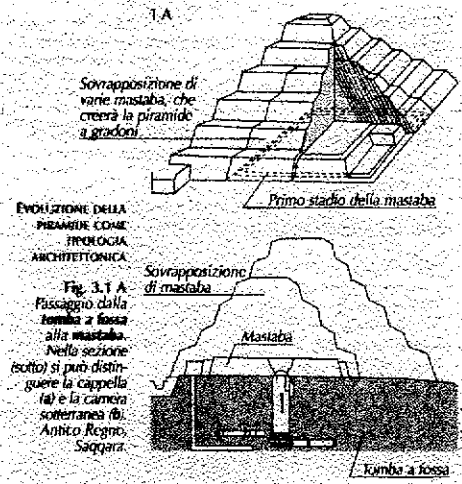 1 A
Sovrapposizione di
varie mastaba, che
creerà la piramide
a gradoni
Primo stadio della mastaba
EVOLUZIONE DELLA
PIRAMIDE COME
TIPOLOGIA
ARCHITETTONICA
Fig. 3.1 A
Passaggio dalla
tomba a fossa
alla mastaba.
Nella sezione
(sotto) si può distin-
guere la cappella
(a) e la camera
sotterranea (b).
Antico Regno,
Saqqara.
Sovrapposizione
di mastaba
Mastaba
Tomba a fossa